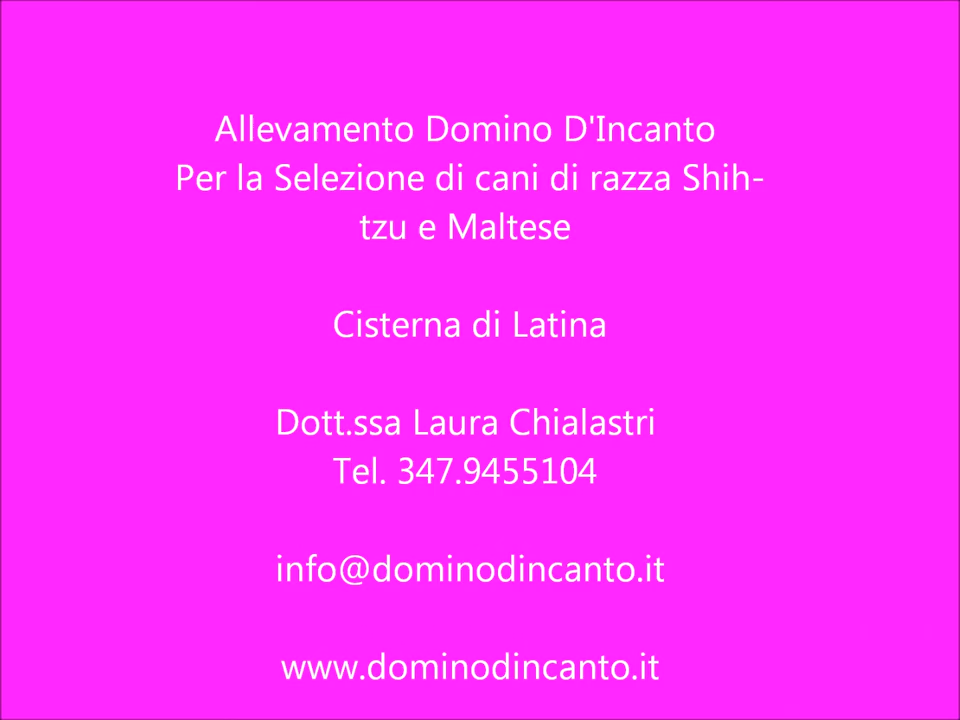 Allevamento Domino D'Incanto
Per la Selezione di cani di razza Shih-
tzu e Maltese
Cisterna di Latina
Dott.ssa Laura Chialastri
Tel. 347.9455104
info@dominodincanto.it
www.dominodincanto.it